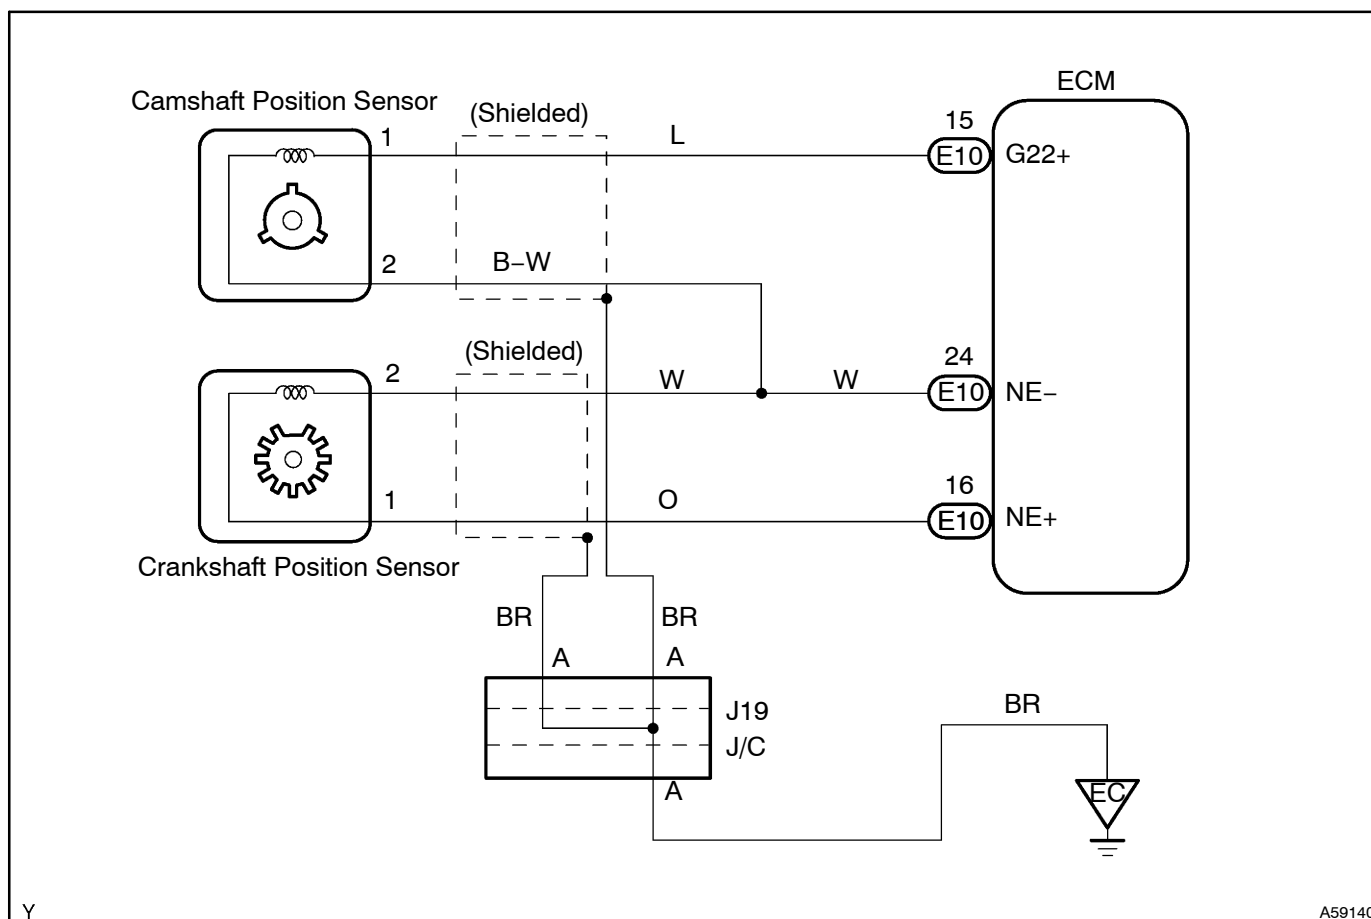 ECM
Camshaft Position Sensor
(Shielded)
1
L
15
E10
G22+
2
B−W
(Shielded)
2
W
W
24
E10
NE−
1
O
16
E10
NE+
Crankshaft Position Sensor
BR
BR
A
A
J19
J/C
A
BR
EC
Y
A59140